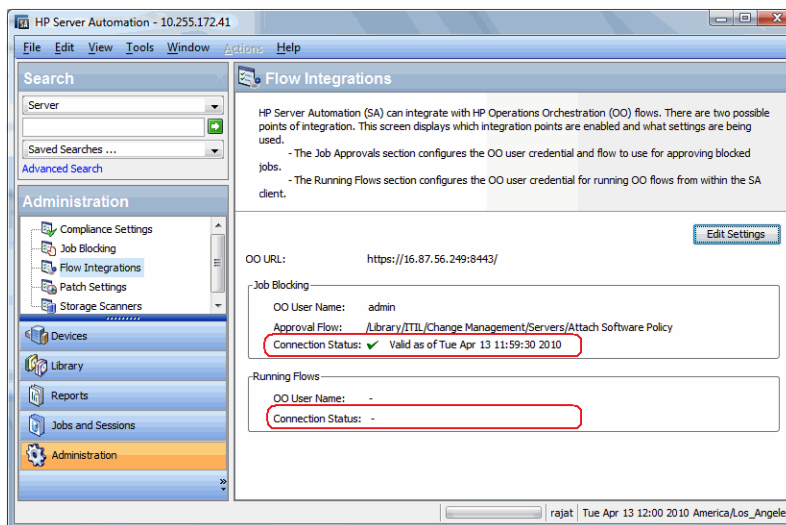 HP Server Automation - 10.255.172.41
File Edit View Tools Window Actions Help
Search
Server
Saved Searches ...
Advanced Search
Administration
Compliance Settings
Job Blocking
Flow Integrations
Patch Settings
Storage Scanners
Devices
Library
Reports
Jobs and Sessions
Administration
Flow Integrations
HP Server Automation (SA) can integrate with HP Operations Orchestration (OO) flows. There are two possible
points of integration. This screen displays which integration points are enabled and what settings are being
used.
- The Job Approvals section configures the OO user credential and flow to use for approving blocked
jobs.
- The Running Flows section configures the OO user credential for running OO flows from within the SA
client.
Edit Settings
OO URL: https://16.87.56.249:8443/
Job Blocking
OO User Name: admin
Approval Flow: /Library/ITIL/Change Management/Servers/Attach Software Policy
Connection Status: ✔ Valid as of Tue Apr 13 11:59:30 2010
Running Flows
OO User Name: -
Connection Status: -
rajat Tue Apr 13 12:00 2010 America/Los_Angele